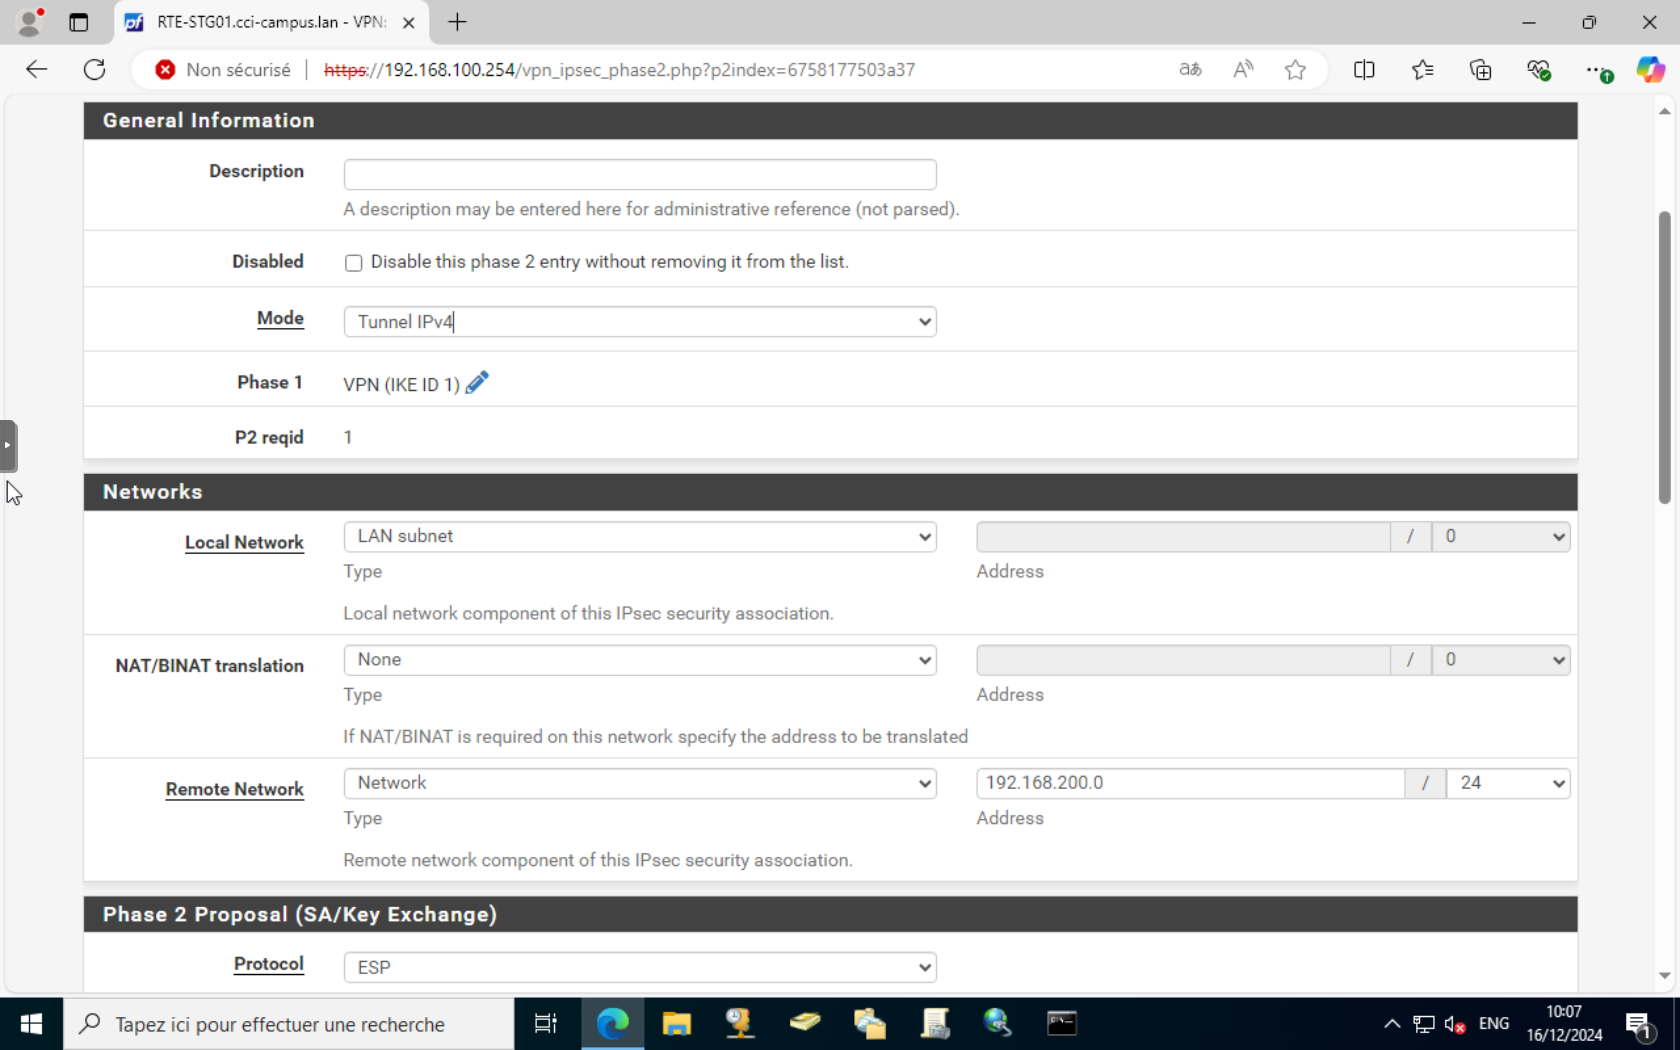 RTE-STG01.cci-campus.lan - VPN:
Non sécurisé
https://192.168.100.254/vpn_ipsec_phase2.php?p2index=6758177503a37
aあ
A
General Information
Description
A description may be entered here for administrative reference (not parsed).
Disabled
Disable this phase 2 entry without removing it from the list.
Mode
Tunnel IPv4
Phase 1
VPN (IKE ID 1)
P2 reqid
1
Networks
Local Network
LAN subnet
/
0
Type
Address
Local network component of this IPsec security association.
NAT/BINAT translation
None
/
0
Type
Address
If NAT/BINAT is required on this network specify the address to be translated
Remote Network
Network
192.168.200.0
/
24
Type
Address
Remote network component of this IPsec security association.
Phase 2 Proposal (SA/Key Exchange)
Protocol
ESP
Tapez ici pour effectuer une recherche
ENG
10:07
16/12/2024
1